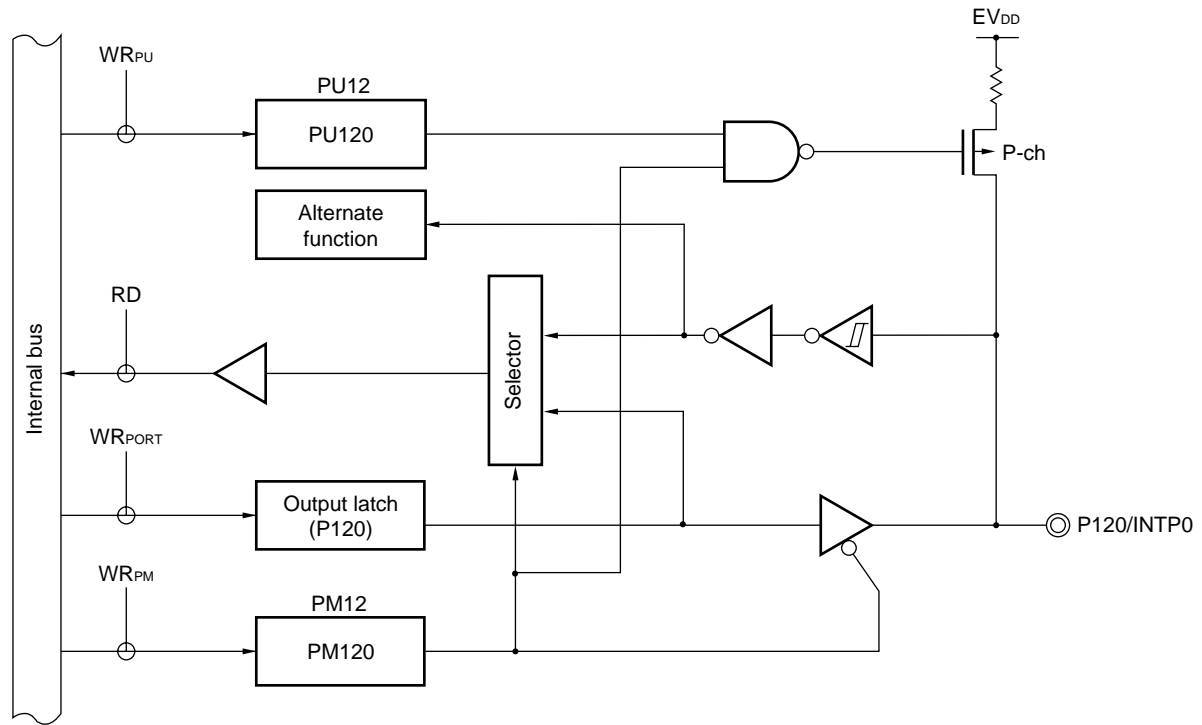 EVDD
WRPU
PU12
PU120
P-ch
Alternate
function
RD
Internal bus
Selector
WRPORT
Output latch
(P120)
P120/INTP0
WRPM
PM12
PM120